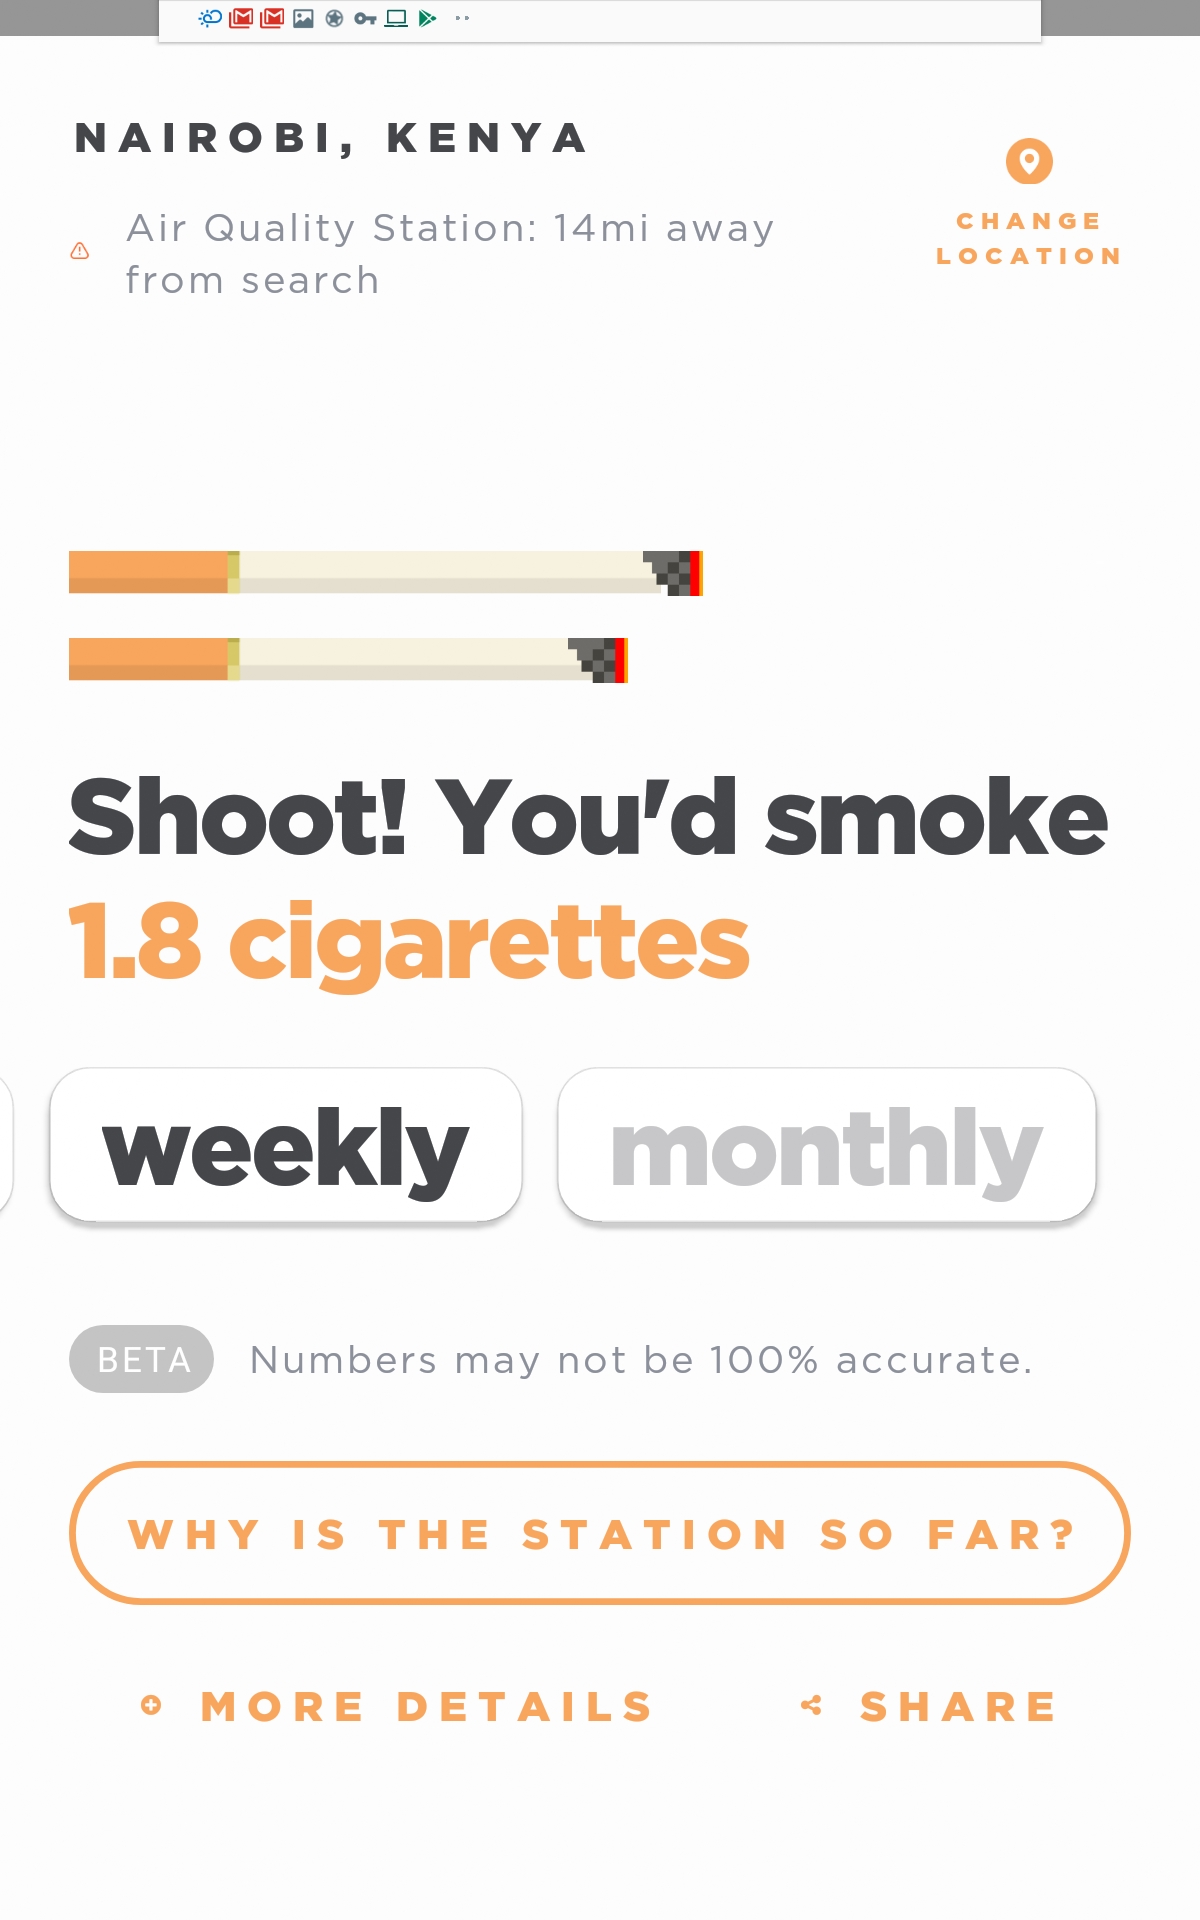 NAIROBI, KENYA
Air Quality Station: 14mi away
from search
CHANGE
LOCATION
Shoot! You'd smoke
1.8 cigarettes
weekly
monthly
BETA
Numbers may not be 100% accurate.
WHY IS THE STATION SO FAR?
MORE DETAILS
SHARE